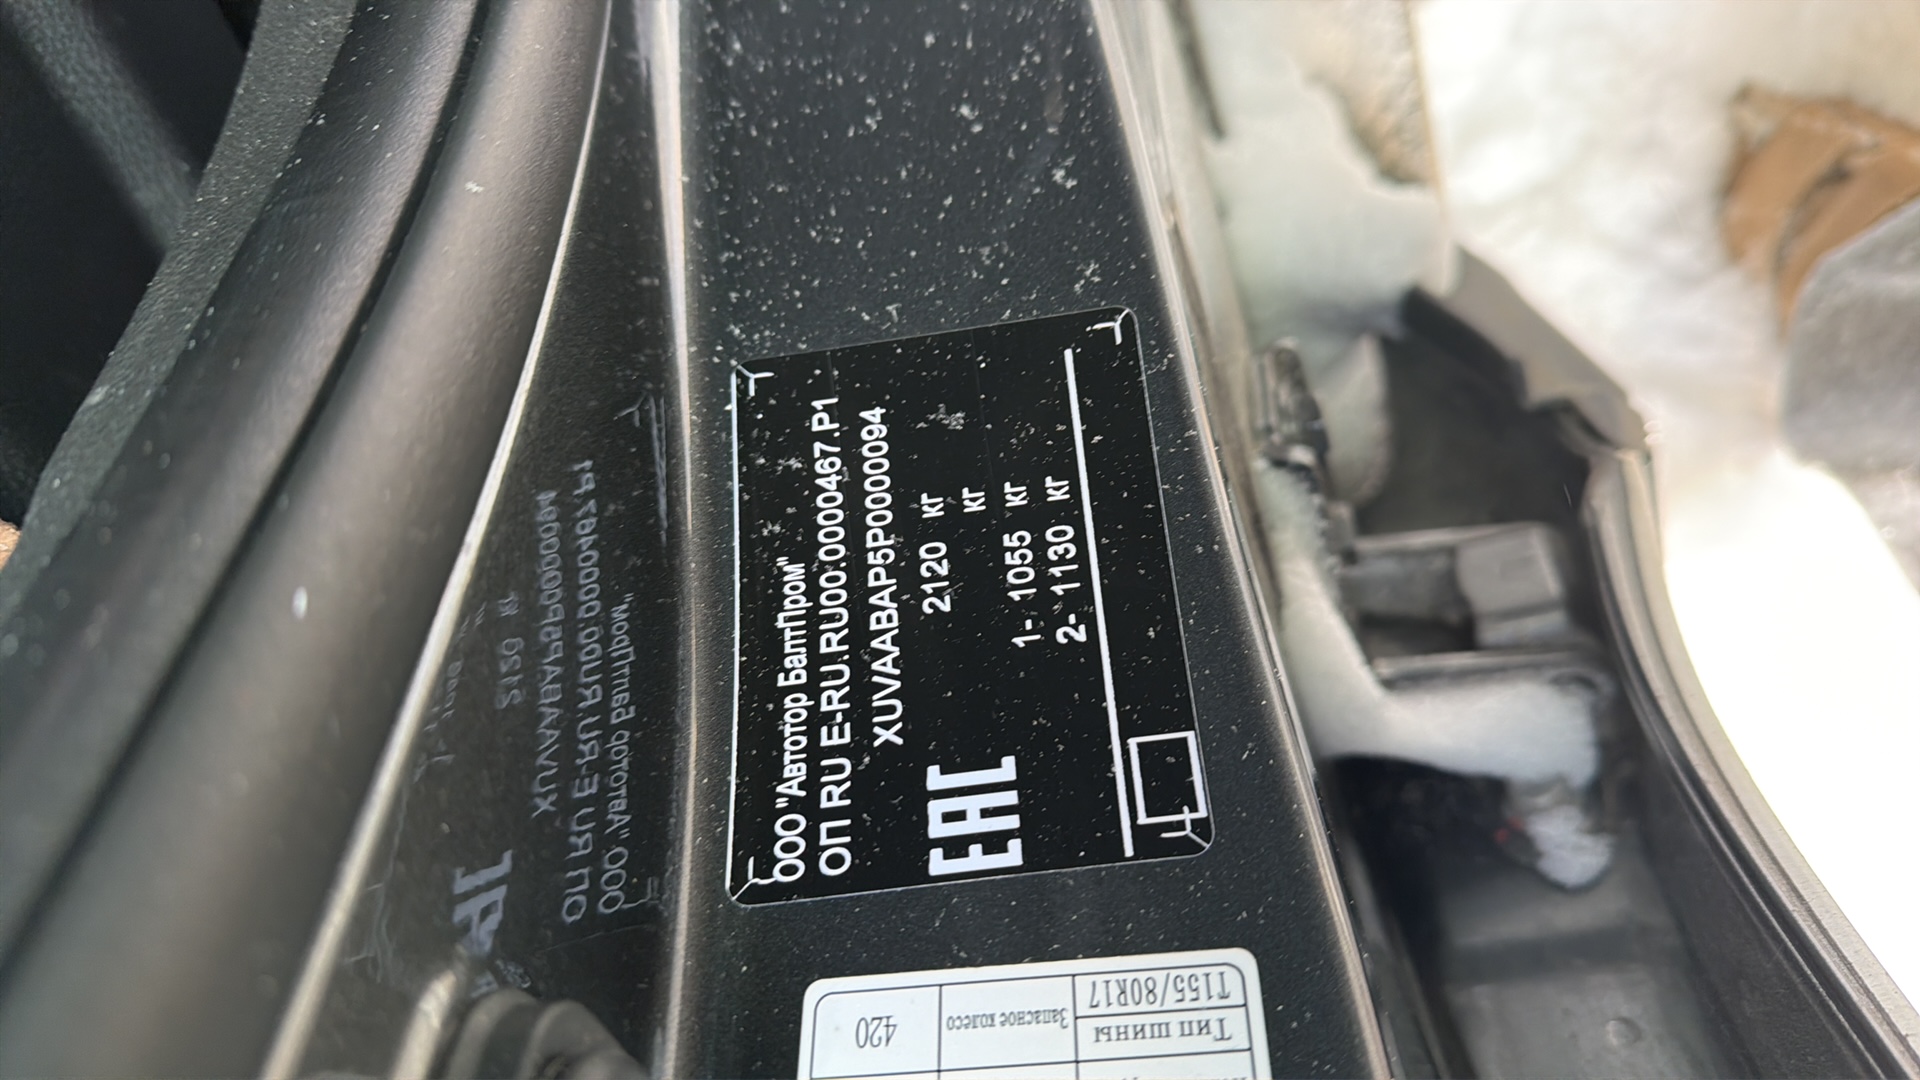 ООО "Автотор БалтПром"
ОП RU E-RU.RU00.0000467.P1
XUVAABAP5P0000094
2120 кг
кг
1- 1055 кг
2- 1130 кг
EAC
Тип шины
T155/80R17
Запасное колесо
420